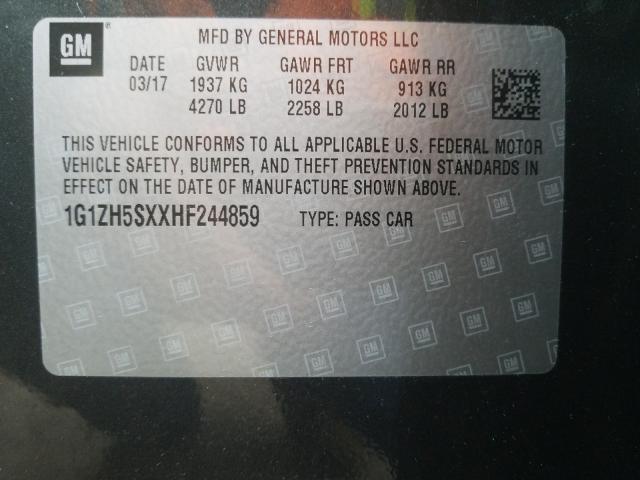 GM
MFD BY GENERAL MOTORS LLC
DATE GVWR GAWR FRT GAWR RR
03/17 1937 KG 1024 KG 913 KG
4270 LB 2258 LB 2012 LB
THIS VEHICLE CONFORMS TO ALL APPLICABLE U.S. FEDERAL MOTOR
VEHICLE SAFETY, BUMPER, AND THEFT PREVENTION STANDARDS IN
EFFECT ON THE DATE OF MANUFACTURE SHOWN ABOVE.
1G1ZH5SXXHF244859 TYPE: PASS CAR